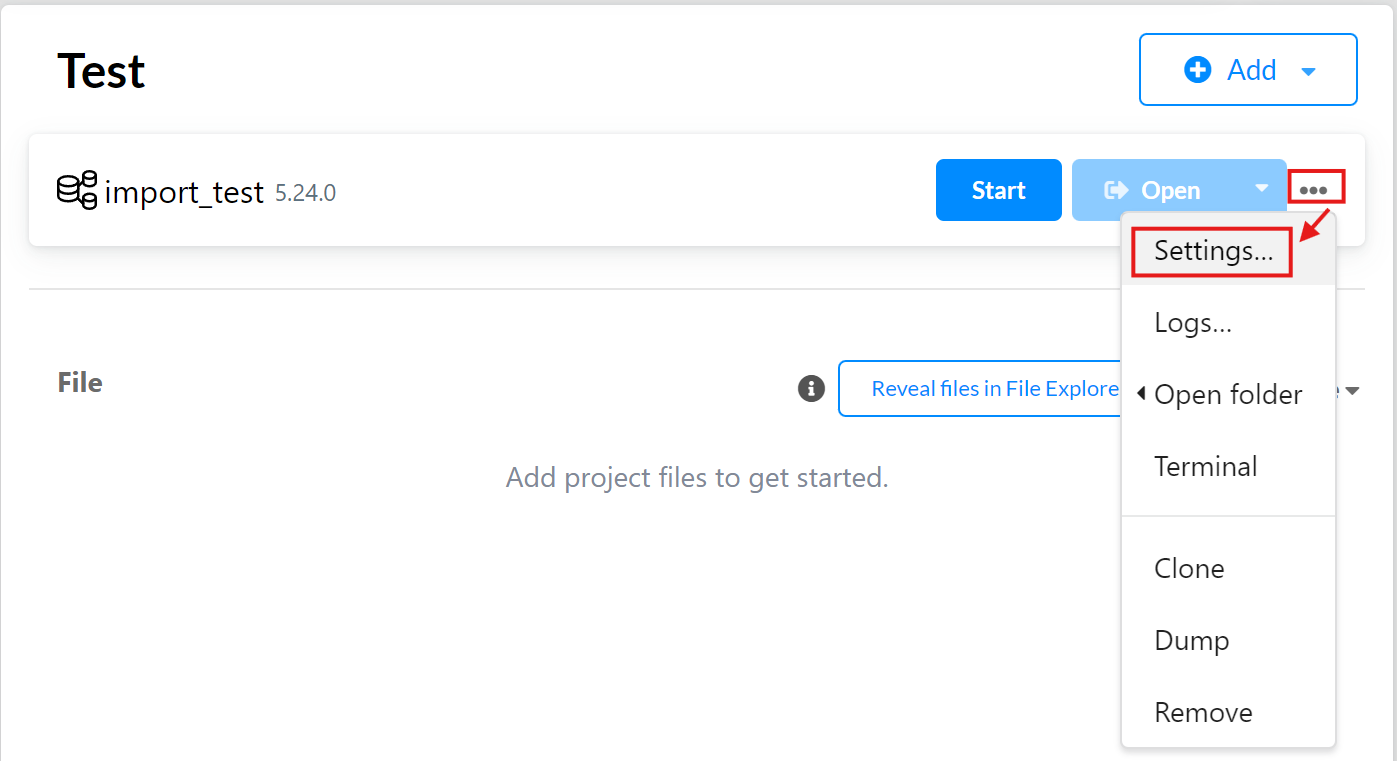 Test
Add
import_test 5.24.0
Start
Open
Settings...
Logs...
File
Reveal files in File Explore
Open folder
Terminal
Add project files to get started.
Clone
Dump
Remove